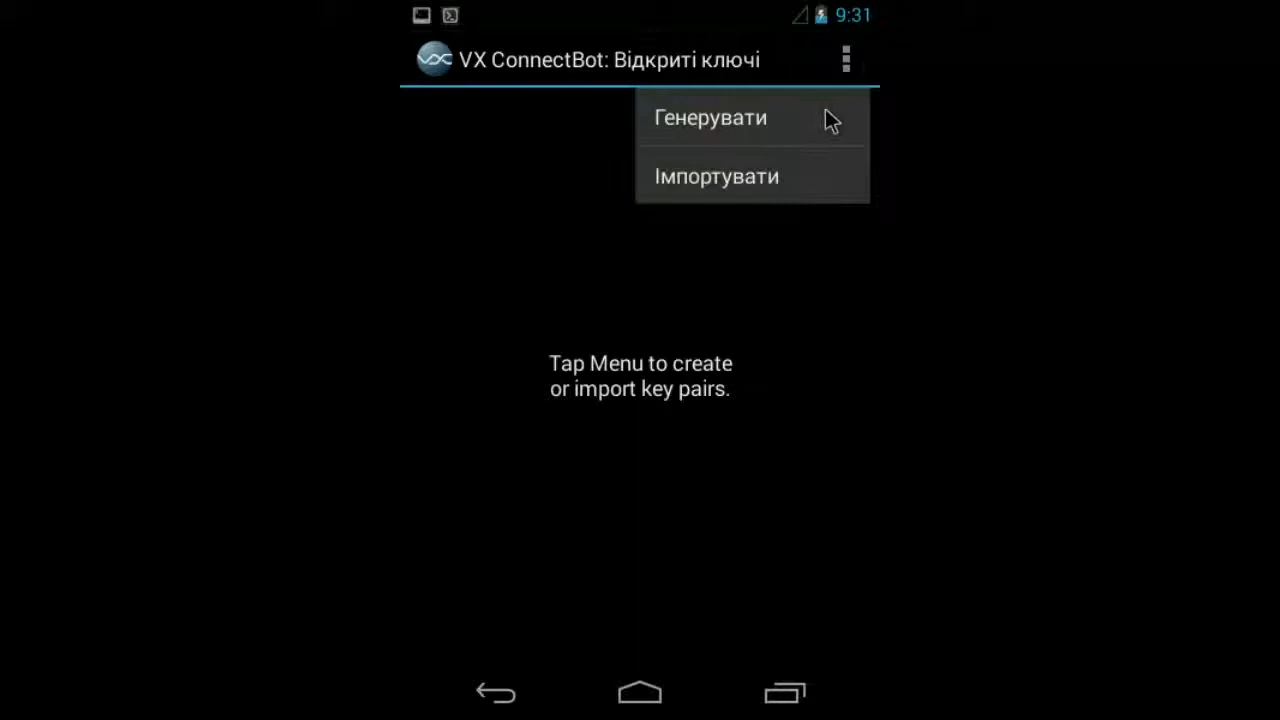 9:31
VX ConnectBot: Відкриті ключі
Генерувати
Імпортувати
Tap Menu to create
or import key pairs.